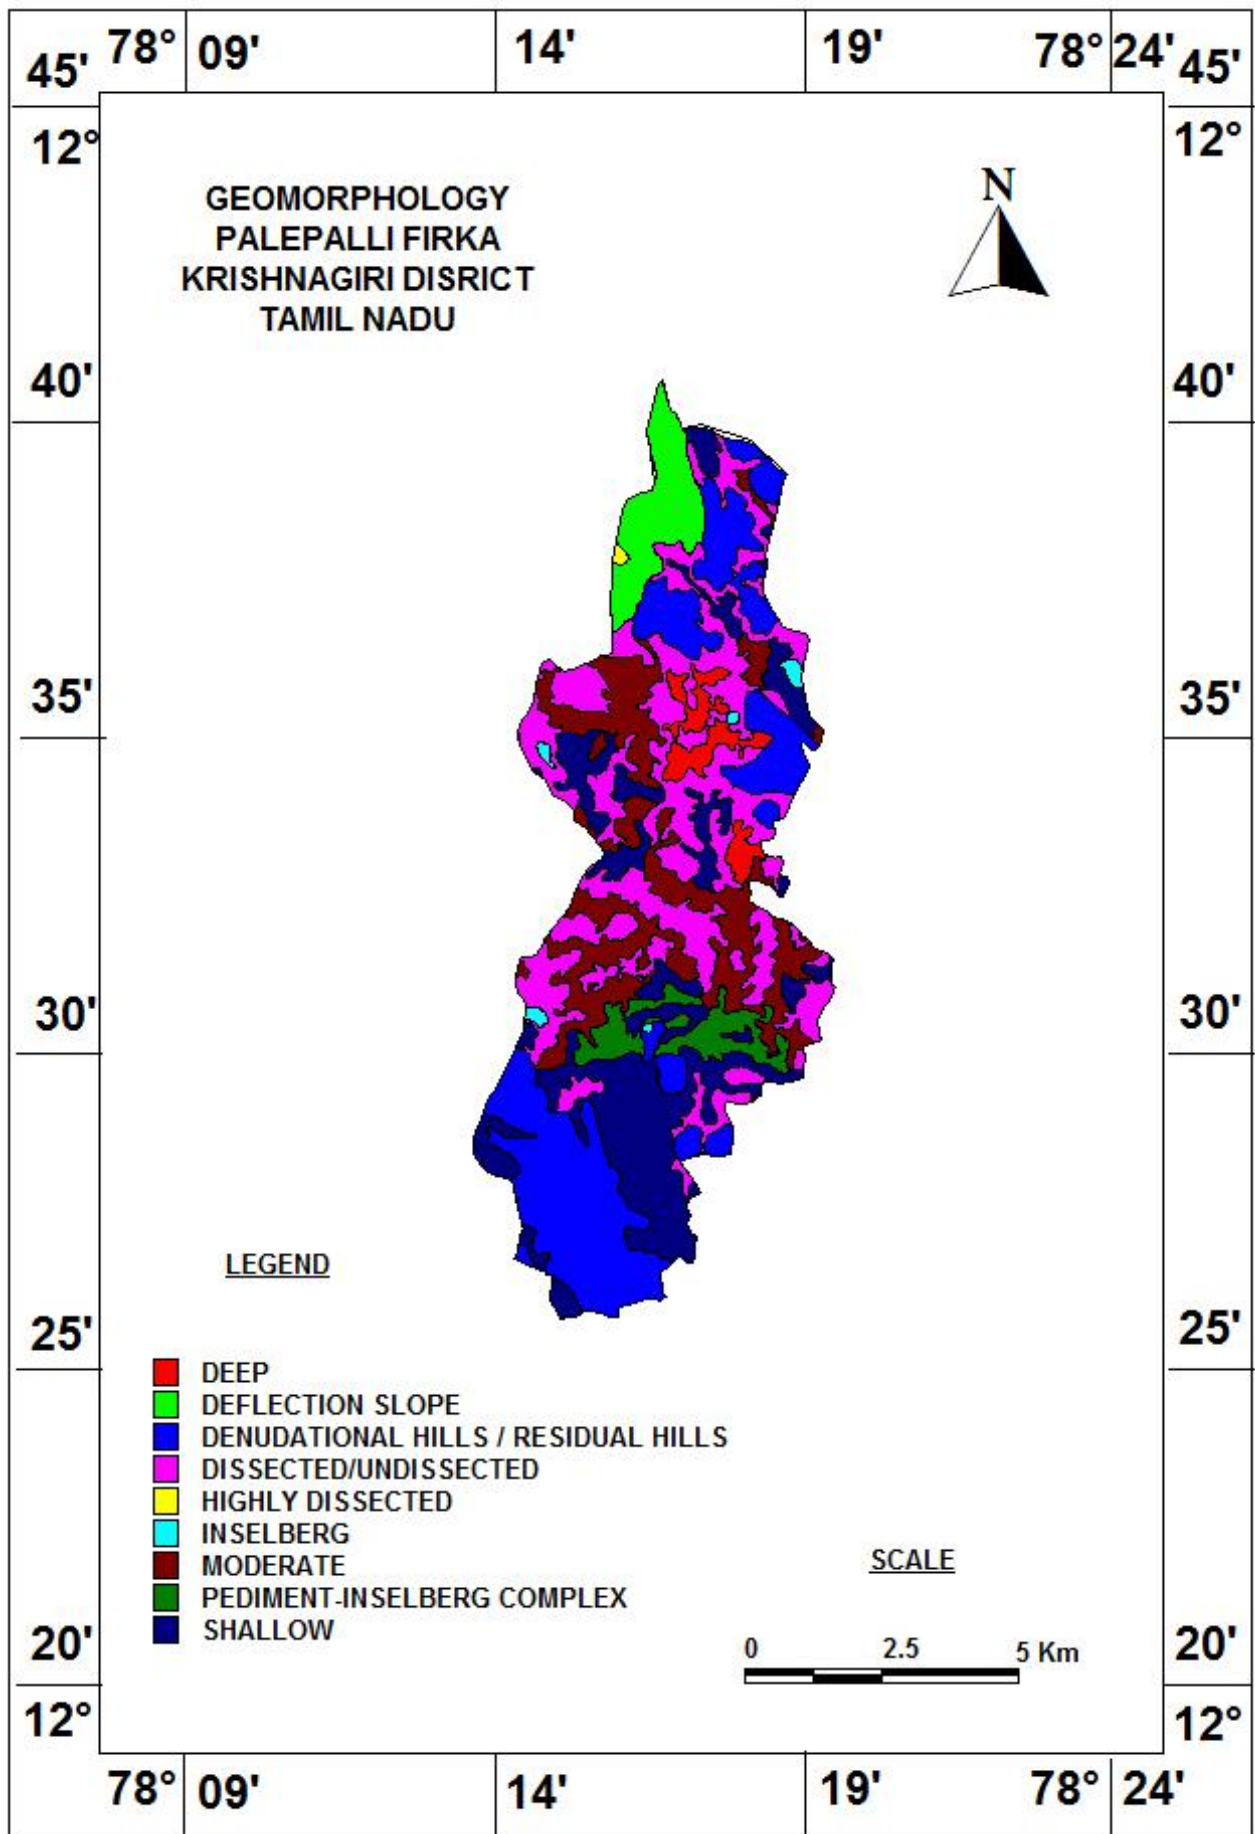 78° 09' 14' 19' 78° 24'
45' 45'
12° 12°
N
GEOMORPHOLOGY
PALEPALLI FIRKA
KRISHNAGIRI DISRICT
TAMIL NADU
40' 40'
35' 35'
30' 30'
LEGEND
25' 25'
DEEP
DEFLECTION SLOPE
DENUDATIONAL HILLS / RESIDUAL HILLS
DISSECTED/UNDISSECTED
HIGHLY DISSECTED
INSELBERG
MODERATE
PEDIMENT-INSELBERG COMPLEX
SHALLOW
SCALE
0 2.5 5 Km
20' 20'
12° 12°
78° 09' 14' 19' 78° 24'